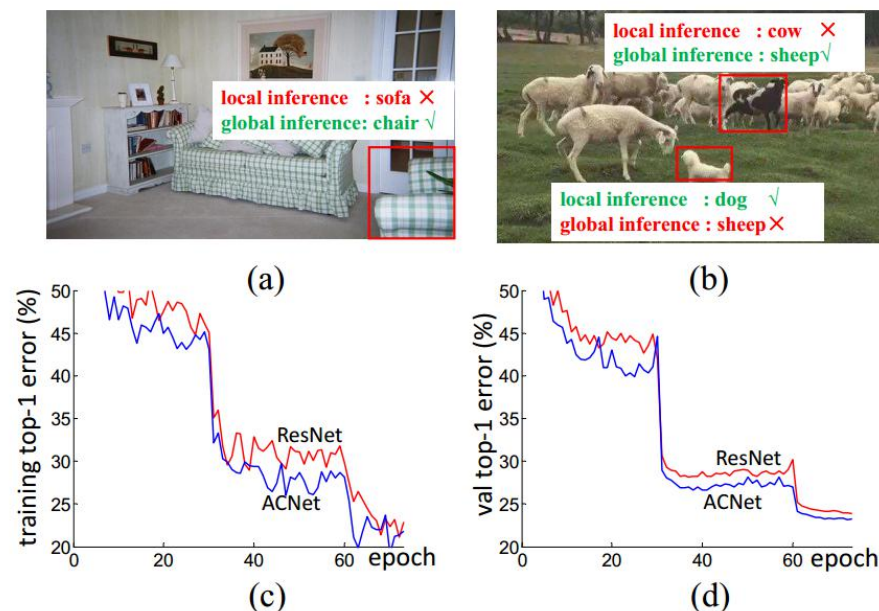 local inference : sofa ×
global inference: chair √
(a)
local inference : cow ×
global inference : sheep√
local inference : dog √
global inference : sheep×
(b)
training top-1 error (%)
50
45
40
35
30
25
20
0
20
40
60
epoch
ResNet
ACNet
(c)
val top-1 error (%)
50
45
40
35
30
25
20
0
20
40
60
epoch
ResNet
ACNet
(d)